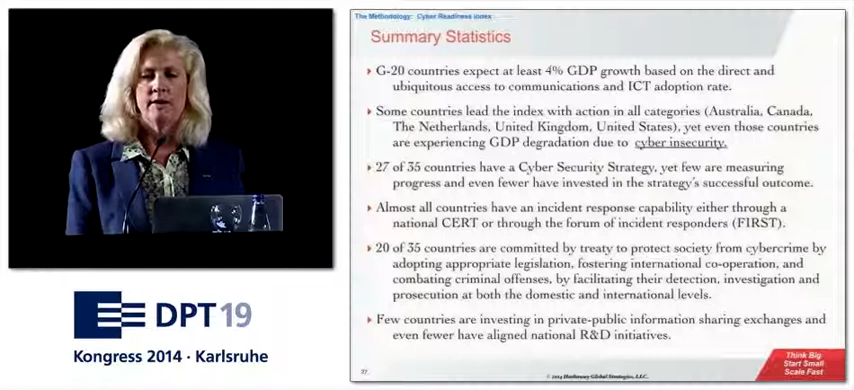 The Methodology: Cyber Readiness Index
Summary Statistics
G-20 countries expect at least 4% GDP growth based on the direct and
ubiquitous access to communications and ICT adoption rate.
Some countries lead the index with action in all categories (Australia, Canada,
The Netherlands, United Kingdom, United States), yet even those countries
are experiencing GDP degradation due to cyber insecurity.
27 of 35 countries have a Cyber Security Strategy, yet few are measuring
progress and even fewer have invested in the strategy's successful outcome.
Almost all countries have an incident response capability either through a
national CERT or through the forum of incident responders (FIRST).
20 of 35 countries are committed by treaty to protect society from cybercrime by
adopting appropriate legislation, fostering international co-operation, and
combating criminal offenses, by facilitating their detection, investigation and
prosecution at both the domestic and international levels.
Few countries are investing in private-public information sharing exchanges and
even fewer have aligned national R&D initiatives.
Think Big
Start Small
Scale Fast
27
© 2014 Hathaway Global Strategies, LLC.
DPT 19
Kongress 2014 · Karlsruhe